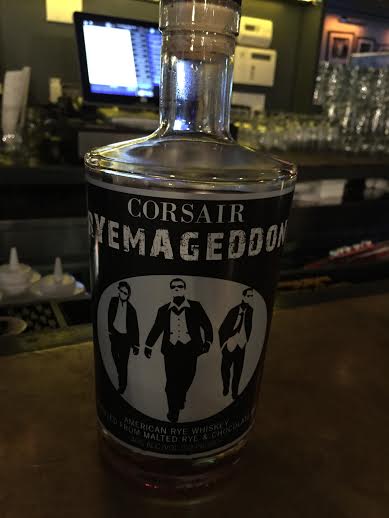 CORSAIR
RYEMAGEDDON
AMERICAN RYE WHISKEY
FROM MALTED RYE & CHOCOLATE